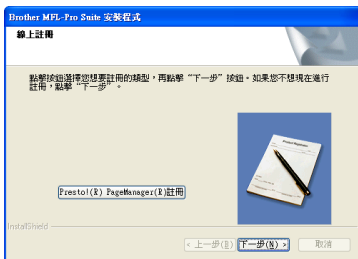 Brother MFL-Pro Suite 安裝程式
線上註冊
點擊按鈕選擇您想要註冊的類型，再點擊 “下一步” 按鈕。如果您不想現在進行
註冊，點擊 “下一步” 。
Presto!(R) PageManager(R)註冊
InstallShield
< 上一步(B)
下一步(N) >
取消